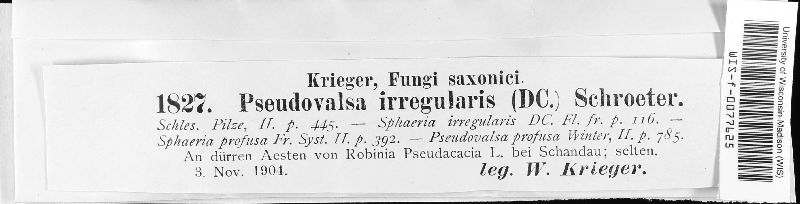 Krieger, Fungi saxonici.
1827. Pseudovalsa irregularis (DC.) Schroeter.
Schles. Pilze, II. p. 445. — Sphaeria irregularis DC. Fl. fr. p. 116. —
Sphaeria profusa Fr. Syst. II. p. 392. — Pseudovalsa profusa Winter, II. p. 785.
An dürren Aesten von Robinia Pseudacacia L. bei Schandau; selten.
3. Nov. 1904. leg. W. Krieger.
University of Wisconsin-Madison (WIS)
WIS-f-0077625